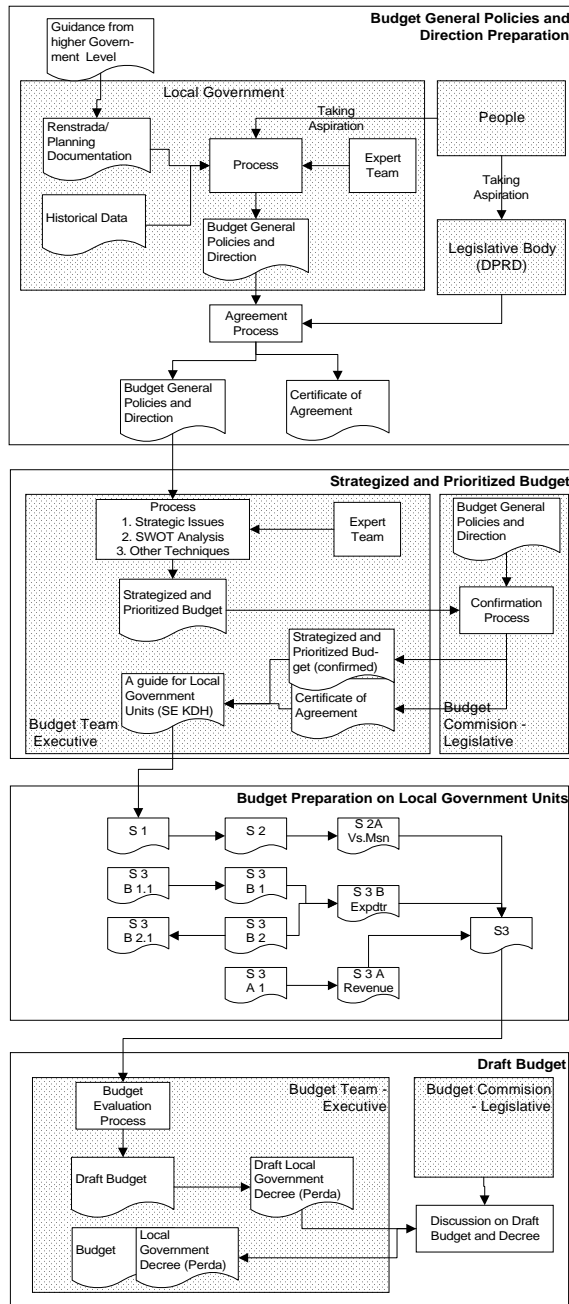 Budget General Policies and
Direction Preparation
Guidance from
higher Govern-
ment Level
Local Government
Taking
Aspiration
People
Renstrada/
Planning
Documentation
Process
Expert
Team
Taking
Aspiration
Historical Data
Budget General
Policies and
Direction
Legislative Body
(DPRD)
Agreement
Process
Budget General
Policies and
Direction
Certificate of
Agreement
Strategized and Prioritized Budget
Process
1. Strategic Issues
2. SWOT Analysis
3. Other Techniques
Expert
Team
Budget General
Policies and
Direction
Strategized and
Prioritized Budget
Confirmation
Process
Strategized and
Prioritized Bud-
get (confirmed)
A guide for Local
Government
Units (SE KDH)
Certificate of
Agreement
Budget Team -
Executive
Budget
Commision -
Legislative
Budget Preparation on Local Government Units
S 1
S 2
S 2A
Vs.Msn
S 3
B 1.1
S 3
B 1
S 3 B
Expdtr
S 3
B 2.1
S 3
B 2
S3
S 3
A 1
S 3 A
Revenue
Draft Budget
Budget
Evaluation
Process
Budget Team -
Executive
Budget Commision
- Legislative
Draft Budget
Draft Local
Government
Decree (Perda)
Discussion on Draft
Budget and Decree
Budget
Local
Government
Decree (Perda)